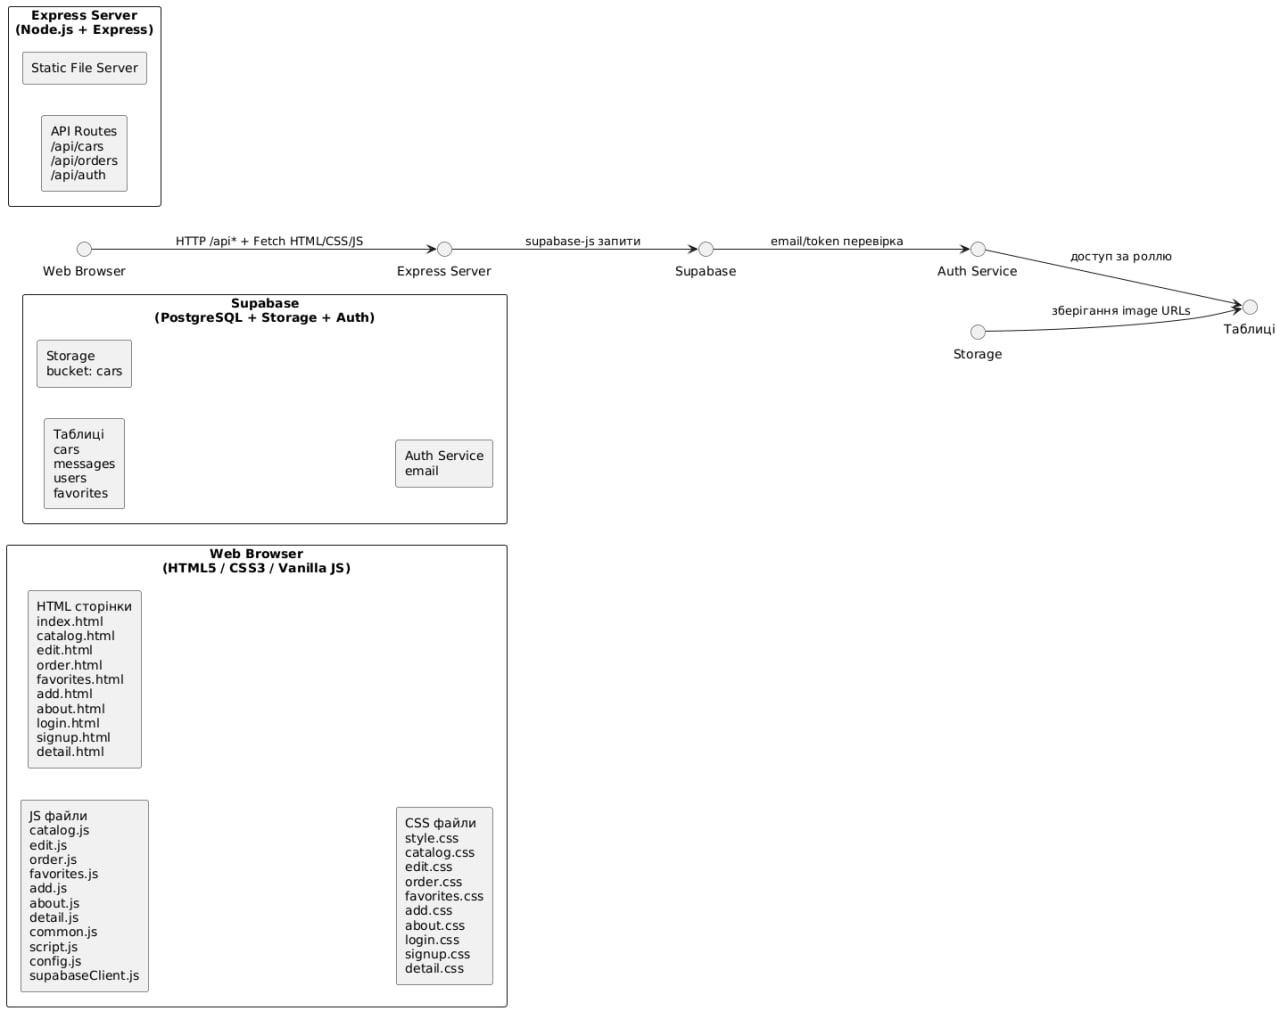 Express Server
(Node.js + Express)
Static File Server
API Routes
/api/cars
/api/orders
/api/auth
HTTP /api* + Fetch HTML/CSS/JS
supabase-js запити
email/token перевірка
доступ за роллю
Web Browser
Express Server
Supabase
Auth Service
зберігання image URLs
Таблиці
Storage
Supabase
(PostgreSQL + Storage + Auth)
Storage
bucket: cars
Таблиці
cars
messages
users
favorites
Auth Service
email
Web Browser
(HTML5 / CSS3 / Vanilla JS)
HTML сторінки
index.html
catalog.html
edit.html
order.html
favorites.html
add.html
about.html
login.html
signup.html
detail.html
JS файли
catalog.js
edit.js
order.js
favorites.js
add.js
about.js
detail.js
common.js
script.js
config.js
supabaseClient.js
CSS файли
style.css
catalog.css
edit.css
order.css
favorites.css
add.css
about.css
login.css
signup.css
detail.css